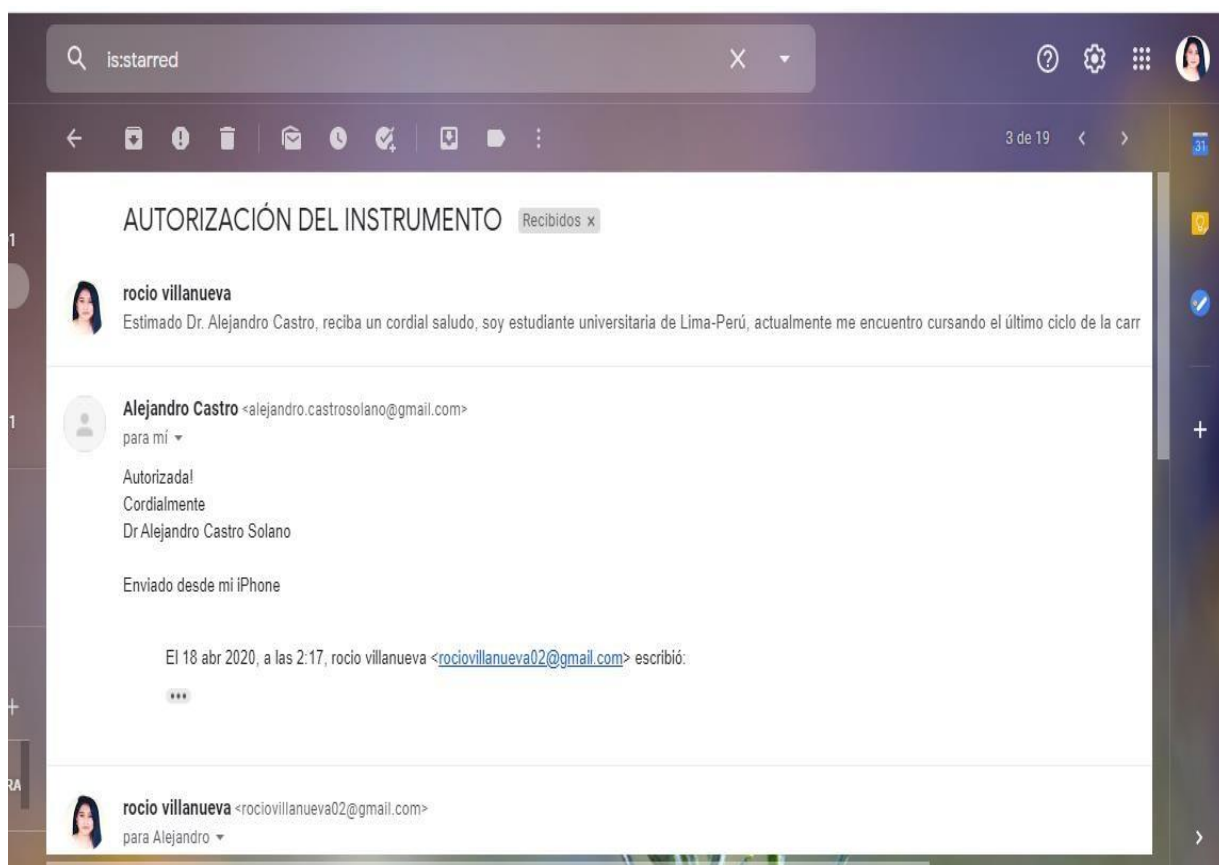 is:starred
3 de 19
31
AUTORIZACIÓN DEL INSTRUMENTO Recibidos x
rocio villanueva
Estimado Dr. Alejandro Castro, reciba un cordial saludo, soy estudiante universitaria de Lima-Perú, actualmente me encuentro cursando el último ciclo de la carr
Alejandro Castro <alejandro.castrosolano@gmail.com>
para mí
Autorizada!
Cordialmente
Dr Alejandro Castro Solano
Enviado desde mi iPhone
El 18 abr 2020, a las 2:17, rocio villanueva <rociovillanueva02@gmail.com> escribió:
RA
rocio villanueva <rociovillanueva02@gmail.com>
para Alejandro